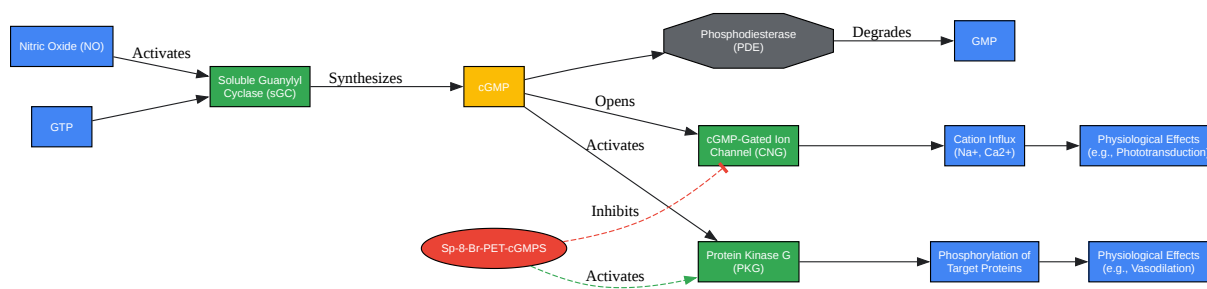 Nitric Oxide (NO)
Activates
GTP
Soluble Guanylyl
Cyclase (sGC)
Synthesizes
cGMP
Phosphodiesterase
(PDE)
Degrades
GMP
Opens
cGMP-Gated Ion
Channel (CNG)
Cation Influx
(Na+, Ca2+)
Physiological Effects
(e.g., Phototransduction)
Activates
Inhibits
Sp-8-Br-PET-cGMPS
Activates
Protein Kinase G
(PKG)
Phosphorylation of
Target Proteins
Physiological Effects
(e.g., Vasodilation)